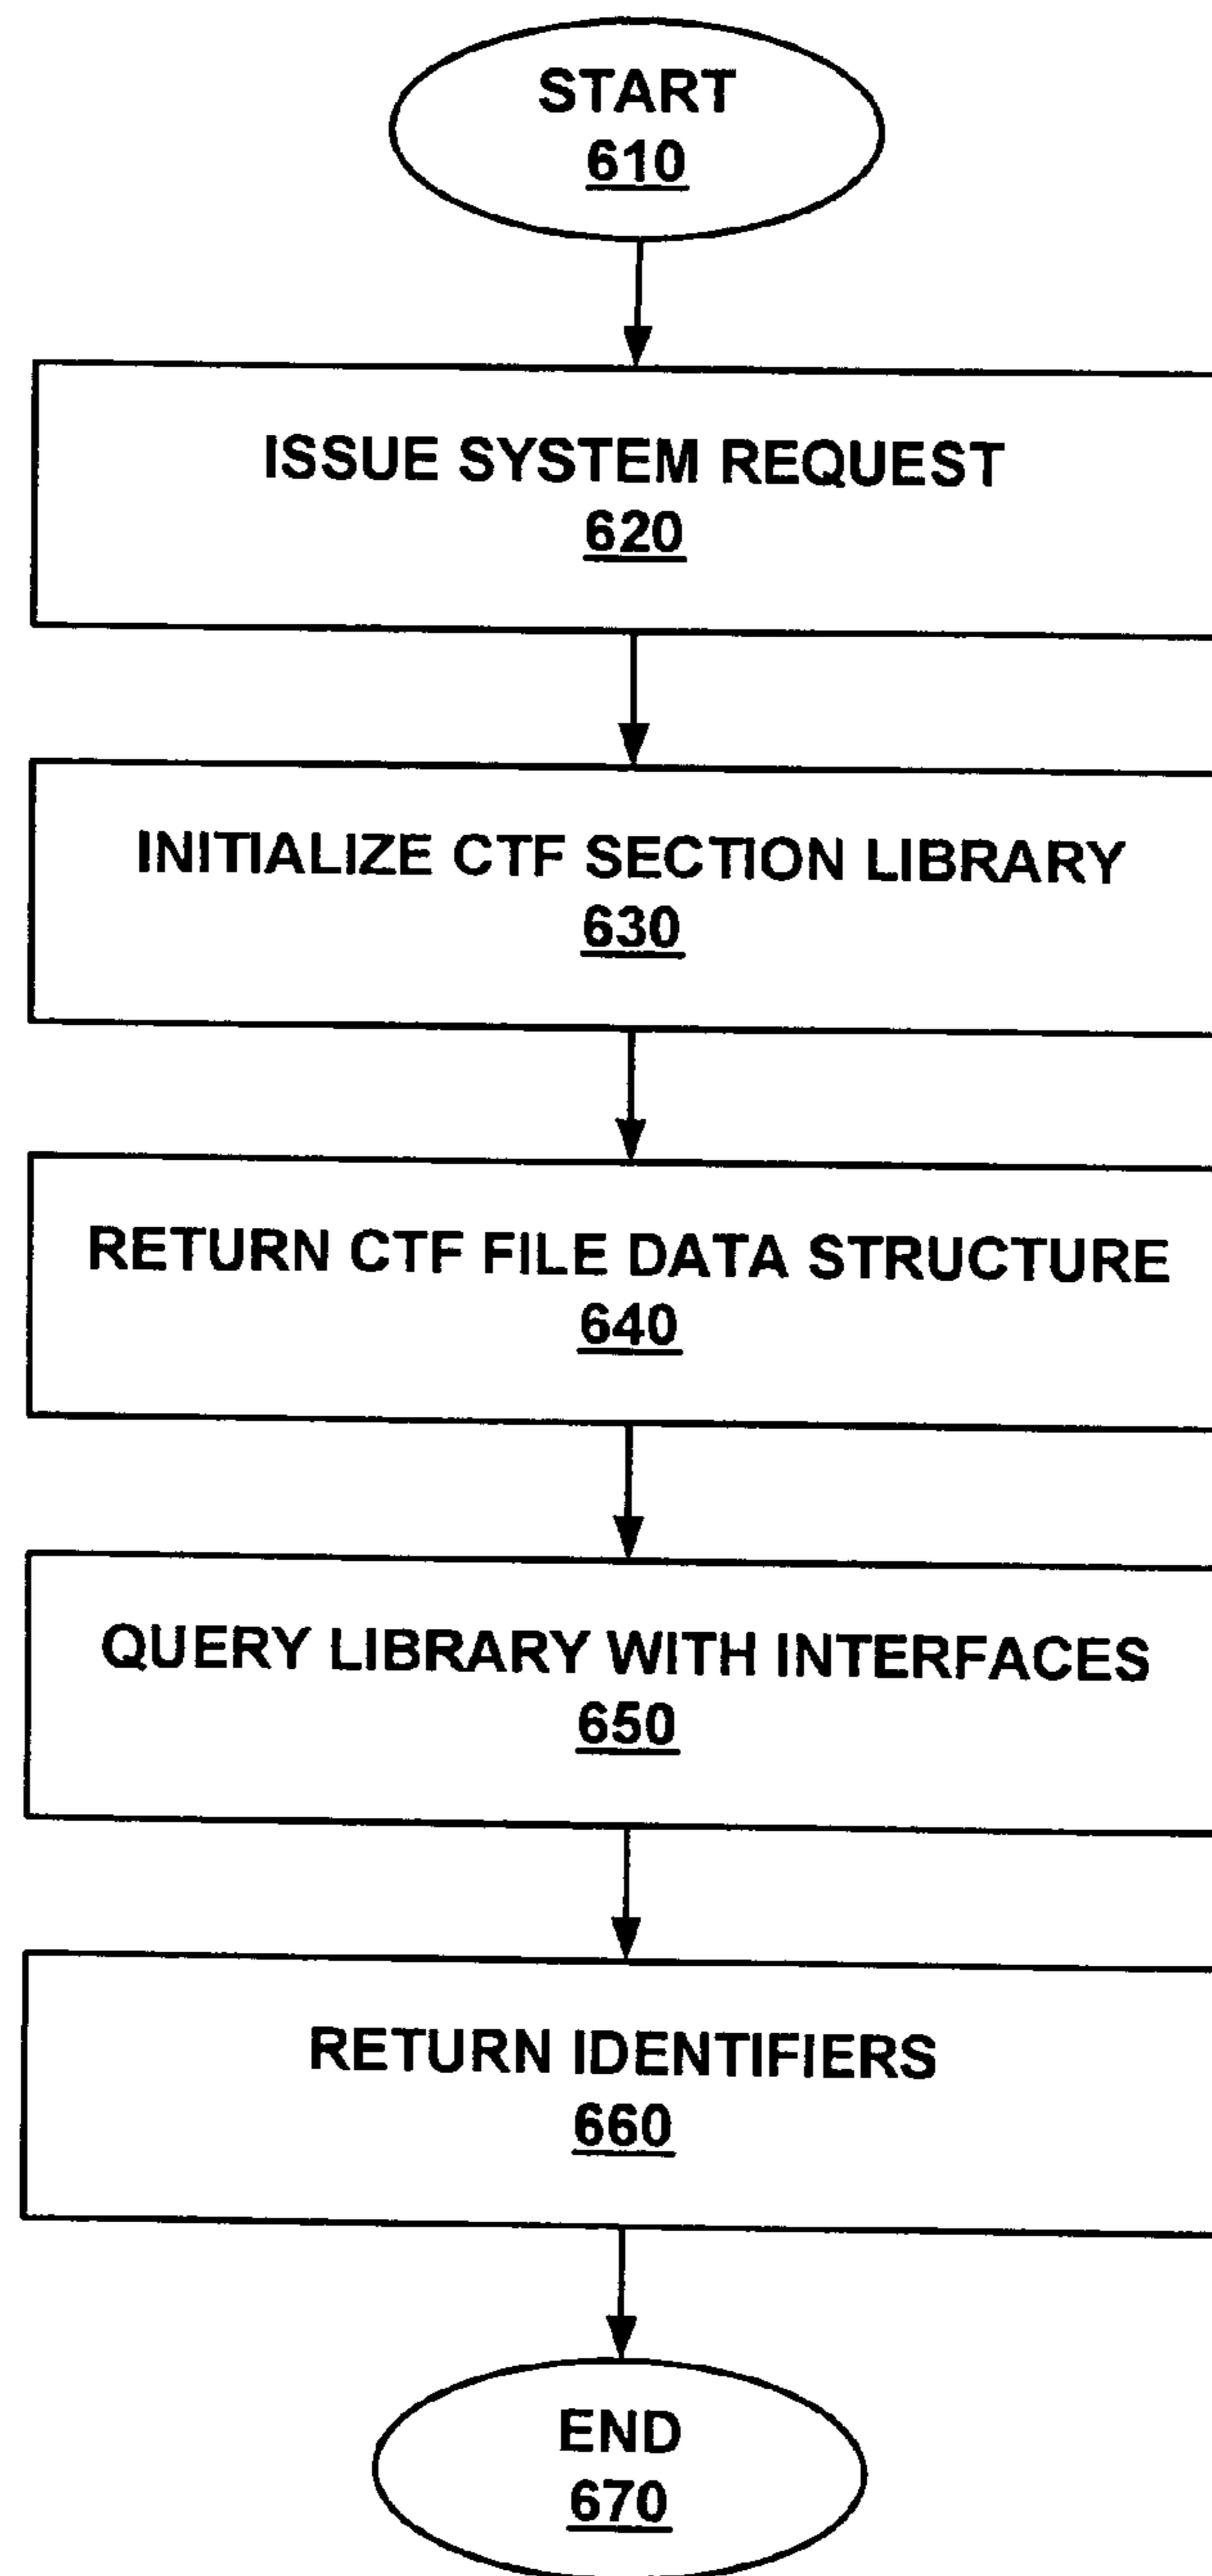 START
610
ISSUE SYSTEM REQUEST
620
INITIALIZE CTF SECTION LIBRARY
630
RETURN CTF FILE DATA STRUCTURE
640
QUERY LIBRARY WITH INTERFACES
650
RETURN IDENTIFIERS
660
END
670